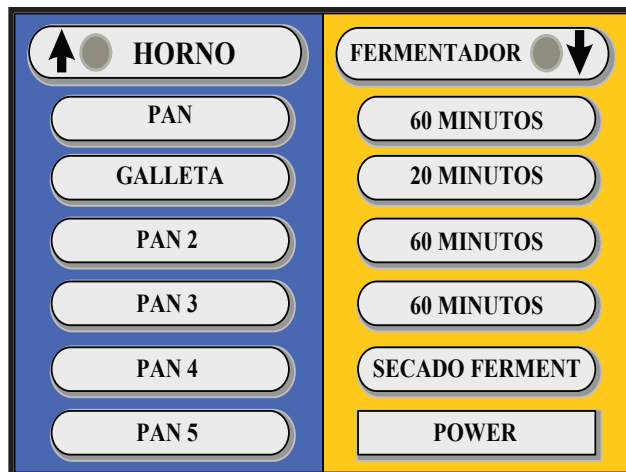 HORNO
PAN
GALLETA
PAN 2
PAN 3
PAN 4
PAN 5
FERMENTADOR
60 MINUTOS
20 MINUTOS
60 MINUTOS
60 MINUTOS
SECADO FERMENT
POWER